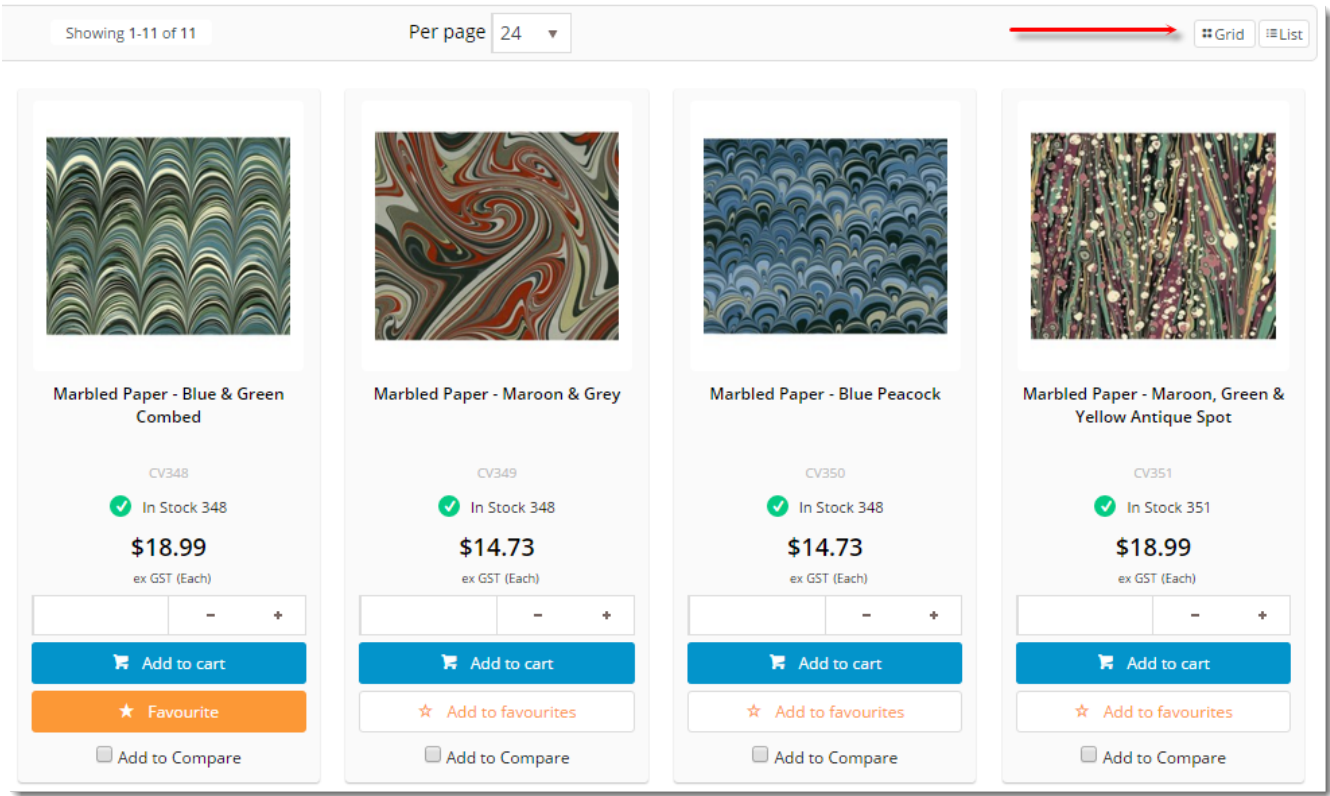 Showing 1-11 of 11
Per page 24
Grid
List
Marbled Paper - Blue & Green
Combed
CV348
In Stock 348
$18.99
ex GST (Each)
- +
Add to cart
Favourite
Add to Compare
Marbled Paper - Maroon & Grey
CV349
In Stock 348
$14.73
ex GST (Each)
- +
Add to cart
Add to favourites
Add to Compare
Marbled Paper - Blue Peacock
CV350
In Stock 348
$14.73
ex GST (Each)
- +
Add to cart
Add to favourites
Add to Compare
Marbled Paper - Maroon, Green &
Yellow Antique Spot
CV351
In Stock 351
$18.99
ex GST (Each)
- +
Add to cart
Add to favourites
Add to Compare